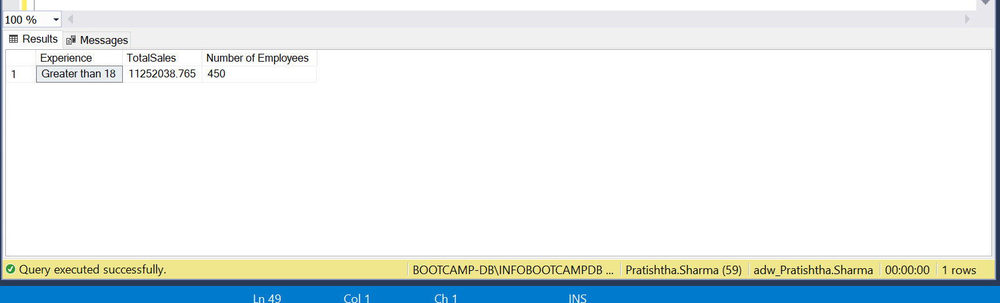 100 %
Results Messages
Experience TotalSales Number of Employees
1 Greater than 18 11252038.765 450
Query executed successfully. BOOTCAMP-DB\INFOBOOTCAMPDB ... Pratishtha.Sharma (59) adw_Pratishtha.Sharma 00:00:00 1 rows
Ln 49 Col 1 Ch 1 INS